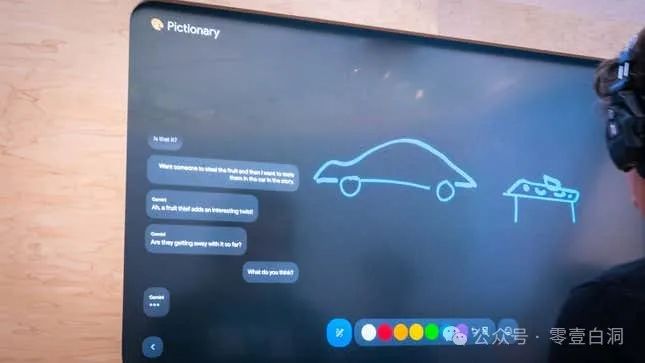 Pictionary
Is that it?
Want someone to steal the fruit and then I want to race
them in the car in the story.
Gemini
Ah, a fruit thief adds an interesting twist!
Gemini
Are they getting away with it so far?
What do you think?
Gemini
公众号 · 零壹白洞